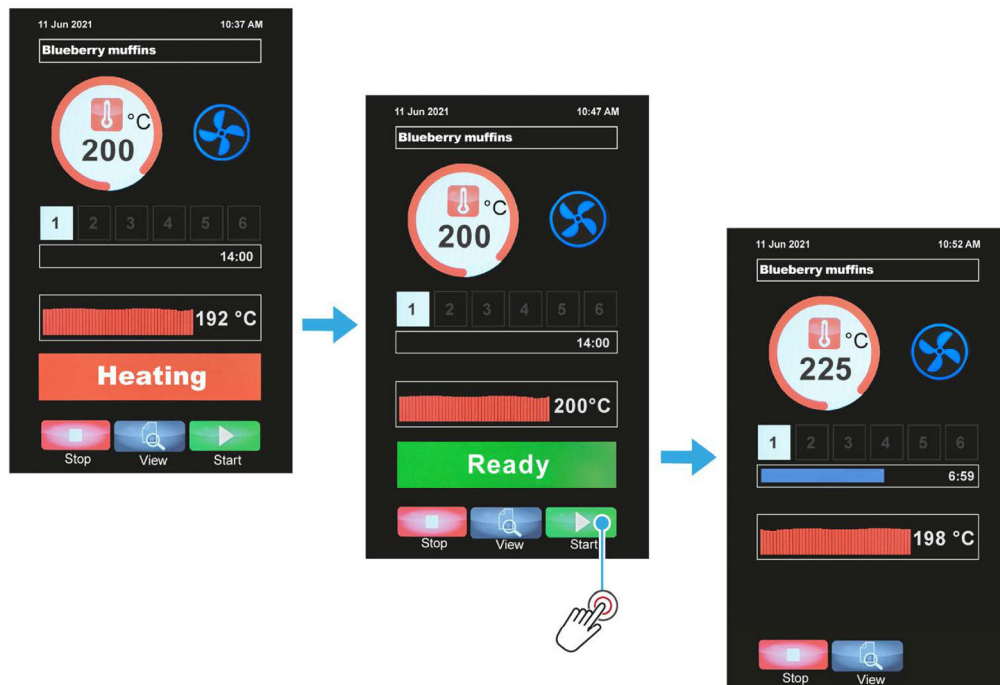 11 Jun 2021 10:37 AM
Blueberry muffins
°C
200
1 2 3 4 5 6
14:00
192 °C
Heating
Stop View Start
11 Jun 2021 10:47 AM
Blueberry muffins
°C
200
1 2 3 4 5 6
14:00
200°C
Ready
Stop View Start
11 Jun 2021 10:52 AM
Blueberry muffins
°C
225
1 2 3 4 5 6
6:59
198 °C
Stop View